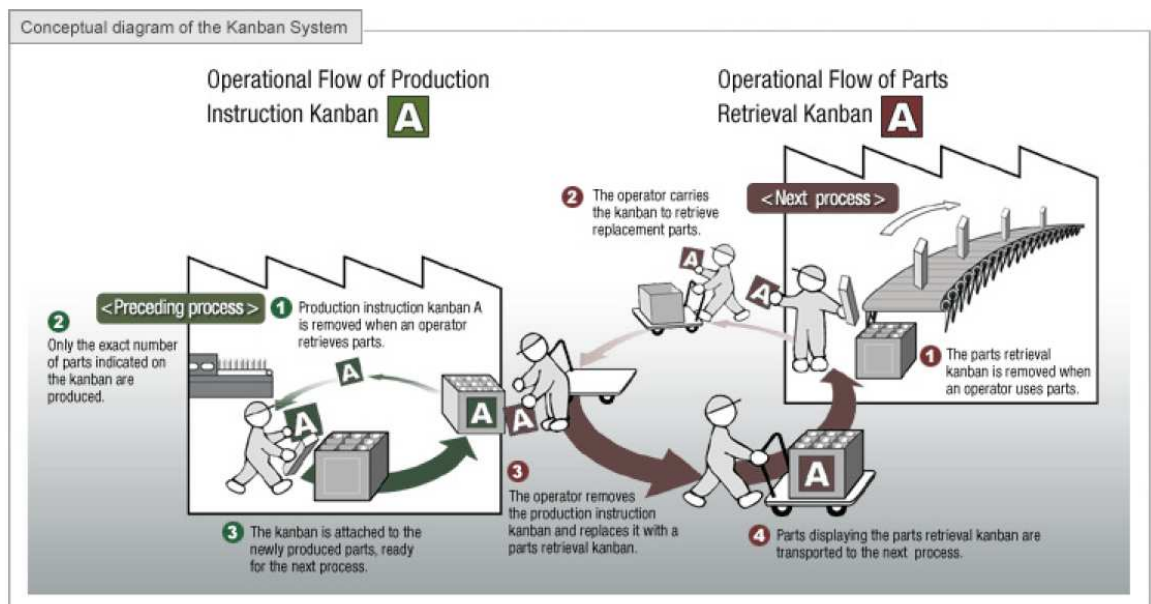 Conceptual diagram of the Kanban System
Operational Flow of Production
Instruction Kanban A
Operational Flow of Parts
Retrieval Kanban A
2 The operator carries
the kanban to retrieve
replacement parts.
<Next process>
A
A
<Preceding process>
1 Production instruction kanban A
is removed when an operator
retrieves parts.
2
Only the exact number
of parts indicated on
the kanban are
produced.
1 The parts retrieval
kanban is removed when
an operator uses parts.
A
A
A
A
3
The operator removes
the production instruction
kanban and replaces it with a
parts retrieval kanban.
A
3 The kanban is attached to the
newly produced parts, ready
for the next process.
4 Parts displaying the parts retrieval kanban are
transported to the next process.